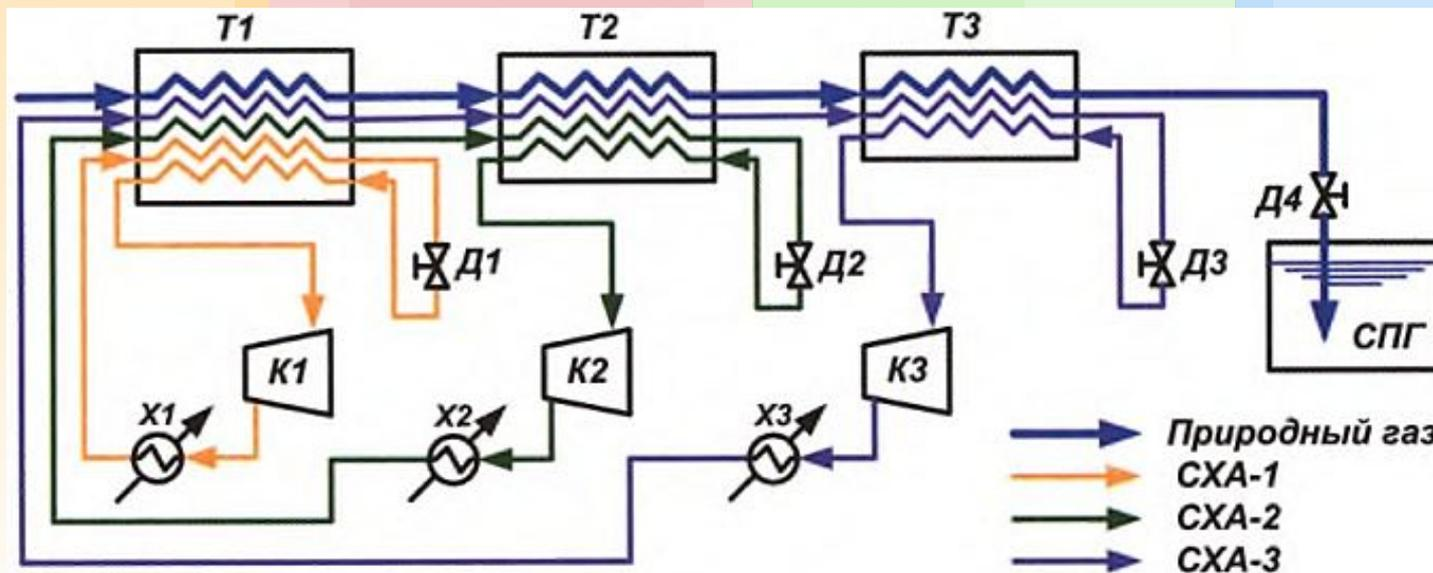 Т1
Т2
Т3
Д4
Д1
Д2
Д3
СПГ
К1
К2
К3
Х1
Х2
Х3
Природный газ
СХА-1
СХА-2
СХА-3